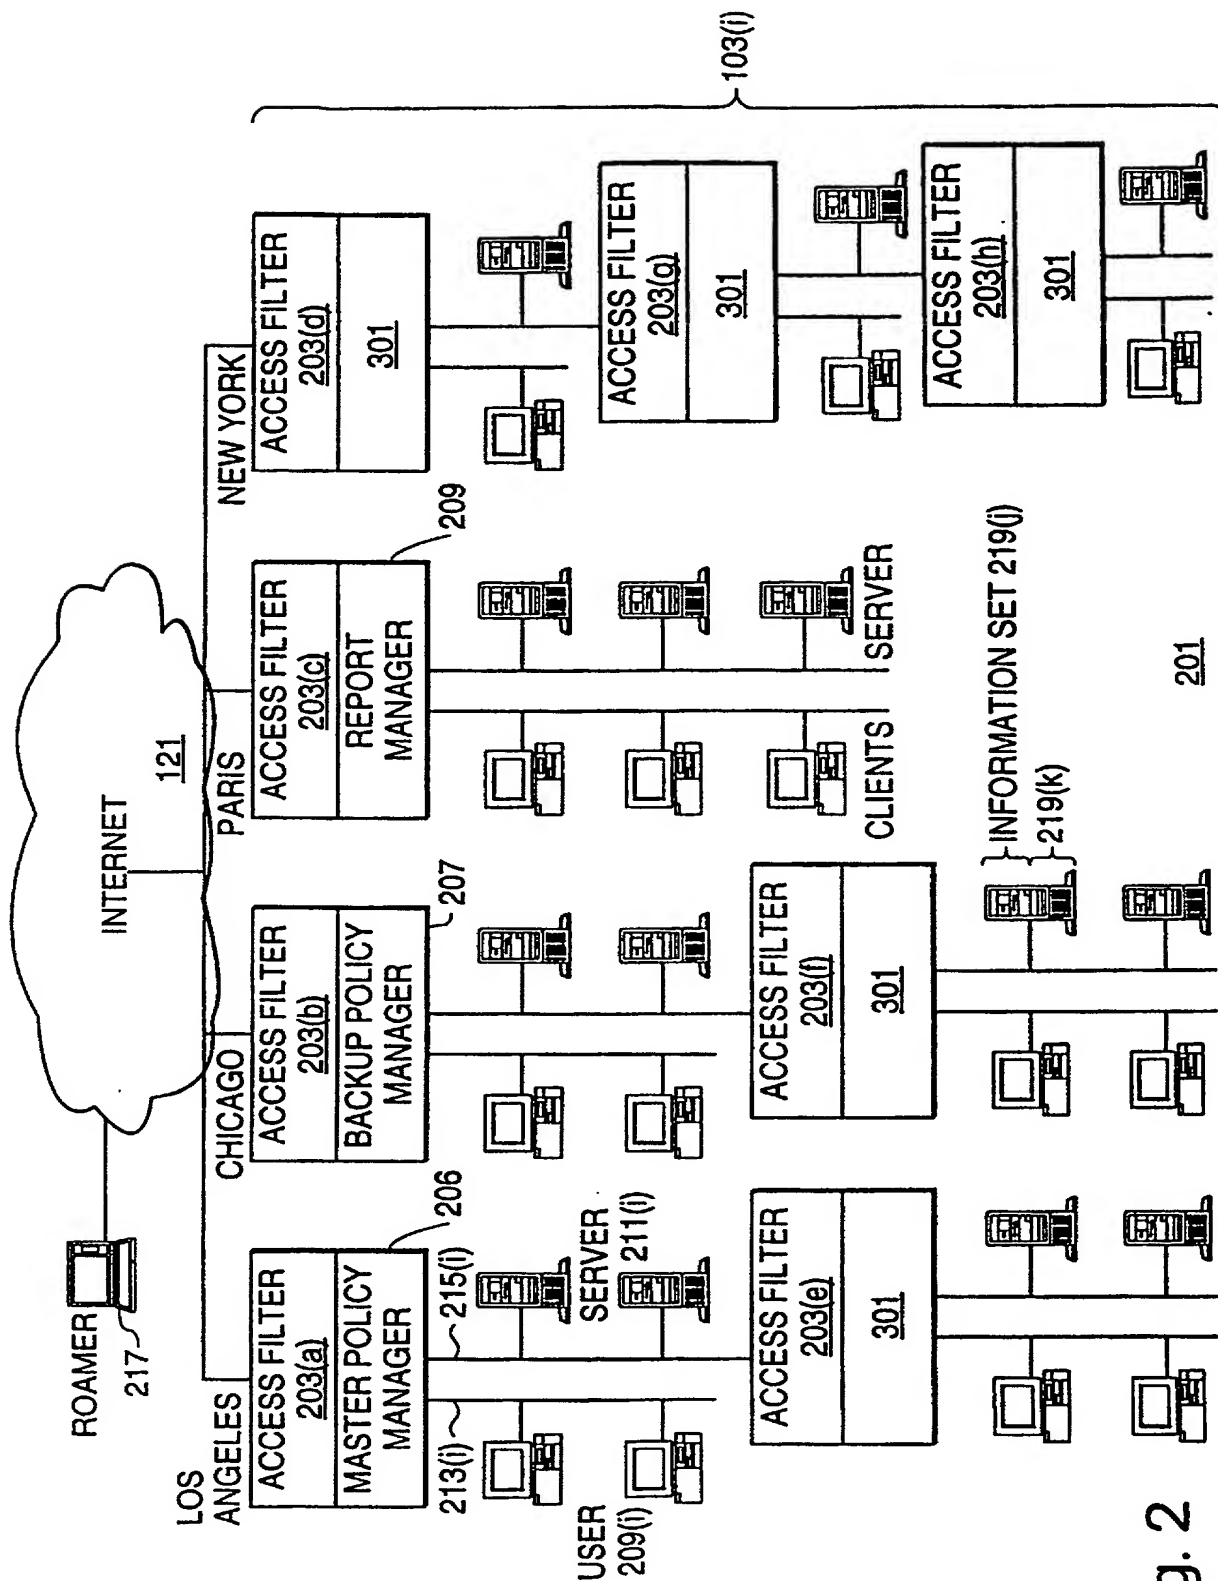 ROAMER
217
INTERNET
121
LOS
ANGELES
CHICAGO
PARIS
NEW YORK
ACCESS FILTER
203(a)
MASTER POLICY
MANAGER
206
ACCESS FILTER
203(b)
BACKUP POLICY
MANAGER
207
ACCESS FILTER
203(c)
REPORT
MANAGER
209
ACCESS FILTER
203(d)
301
103(i)
213(i)
215(i)
USER
209(i)
SERVER
211(i)
CLIENTS
SERVER
ACCESS FILTER
203(g)
301
ACCESS FILTER
203(e)
301
ACCESS FILTER
203(f)
301
ACCESS FILTER
203(h)
301
INFORMATION SET 219(j)
219(k)
201
g. 2